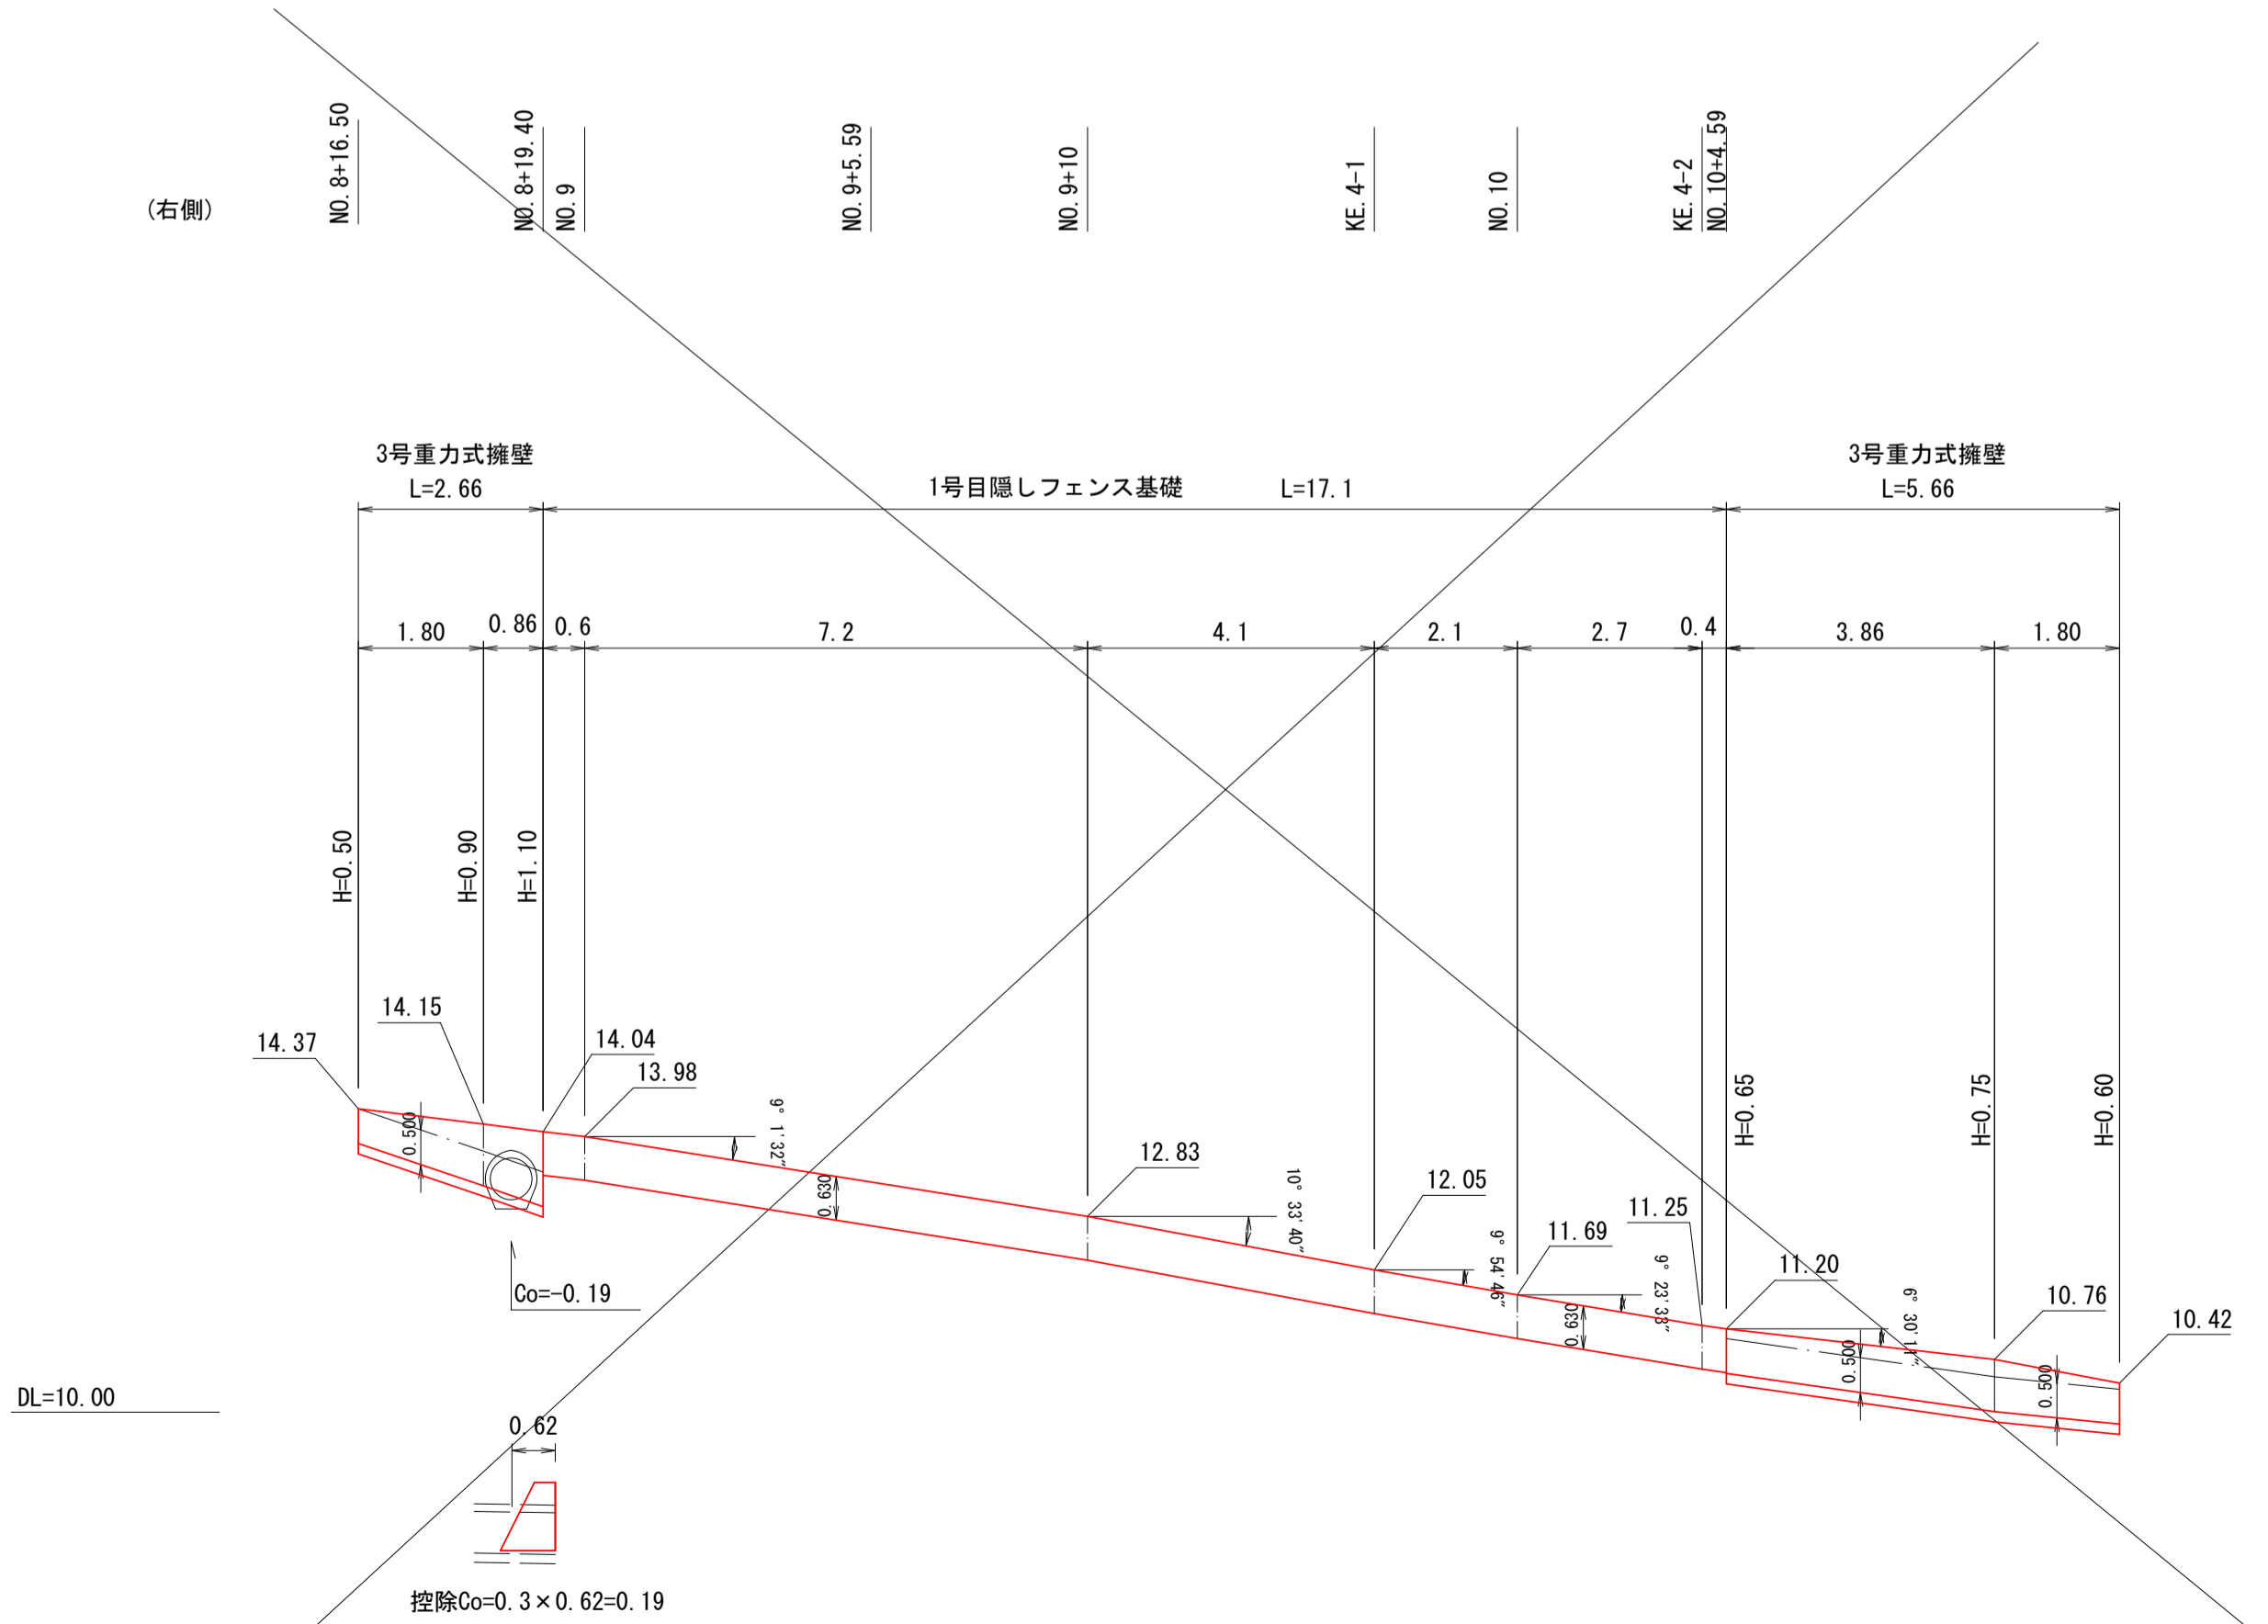 NO.8+16.50
NO.8+19.40
NO.9
NO.9+5.59
NO.9+10
KE.4-1
NO.10
KE.4-2
NO.10+4.59
(右側)
3号重力式擁壁
L=2.66
1号目隠しフェンス基礎 L=17.1
3号重力式擁壁
L=5.66
1.80
0.86
0.6
7.2
4.1
2.1
2.7
0.4
3.86
1.80
H=0.50
H=0.90
H=1.10
H=0.65
H=0.75
H=0.60
14.37
14.15
14.04
13.98
12.83
12.05
11.69
11.25
11.20
10.76
10.42
0.500
9° 1'32"
0.630
10° 33'40"
9° 54'46"
0.630
9° 23'33"
0.500
6° 30'11"
0.500
Co=-0.19
DL=10.00
0.62
控除Co=0.3×0.62=0.19